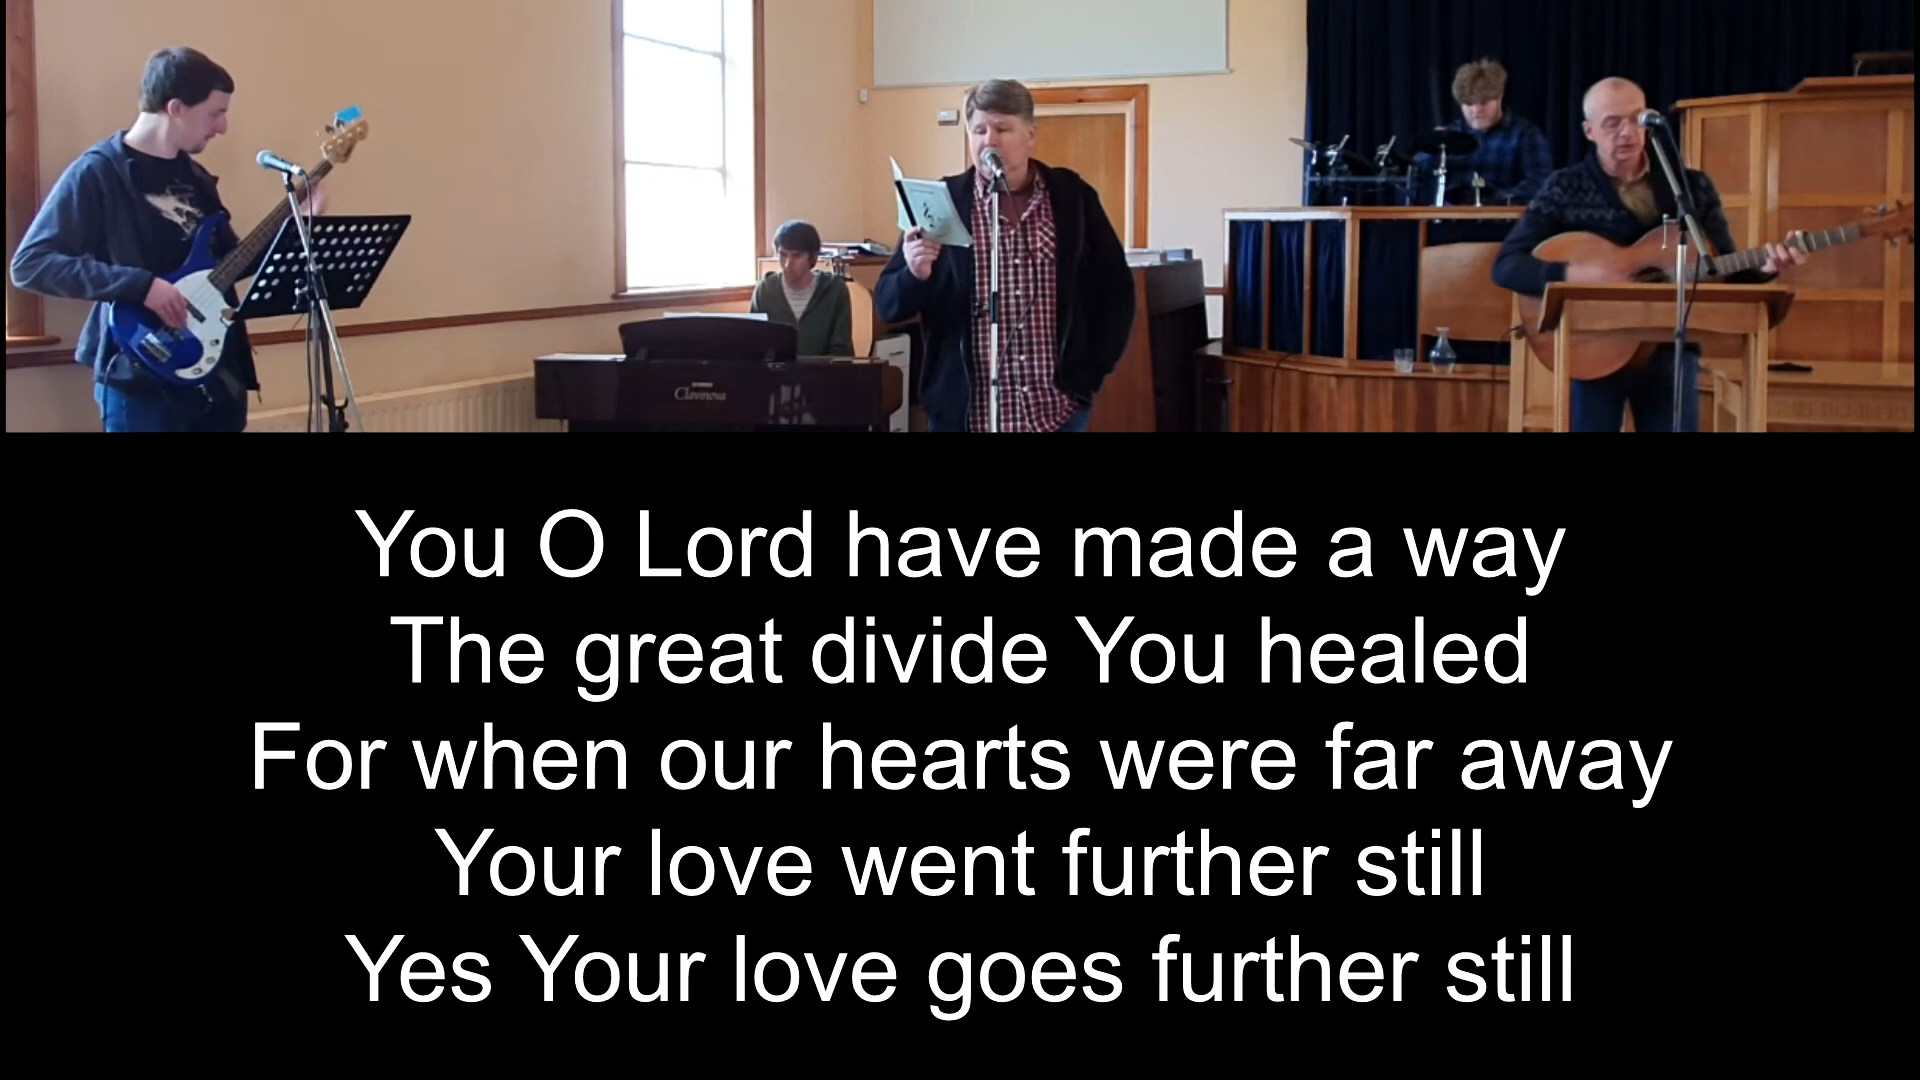 Clavinova
You O Lord have made a way
The great divide You healed
For when our hearts were far away
Your love went further still
Yes Your love goes further still